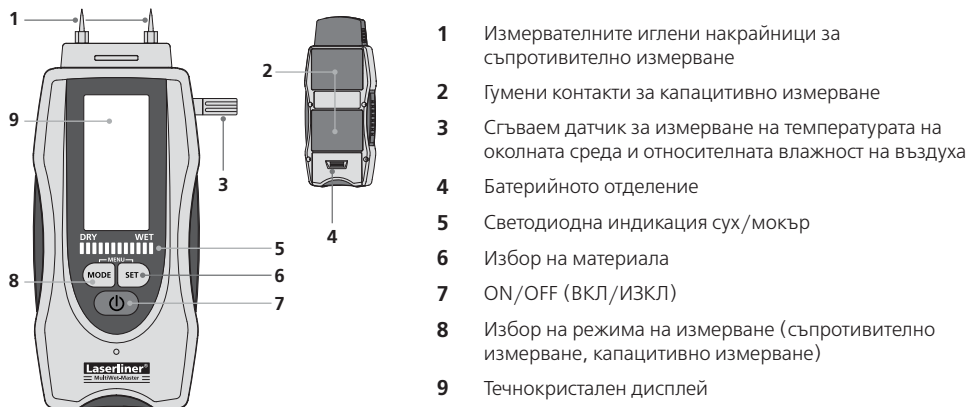 1
2
9
3
DRY WET
4
5
MENU
MODE SET
8
6
7
Laserliner®
MultiWet-Master
1 Измервателните иглени накрайници за
съпротивително измерване
2 Гумени контакти за капацитивно измерване
3 Сгъваем датчик за измерване на температурата на
околната среда и относителната влажност на въздуха
4 Батерийното отделение
5 Светодиодна индикация сух/мокър
6 Избор на материала
7 ON/OFF (ВКЛ/ИЗКЛ)
8 Избор на режима на измерване (съпротивително
измерване, капацитивно измерване)
9 Течнокристален дисплей